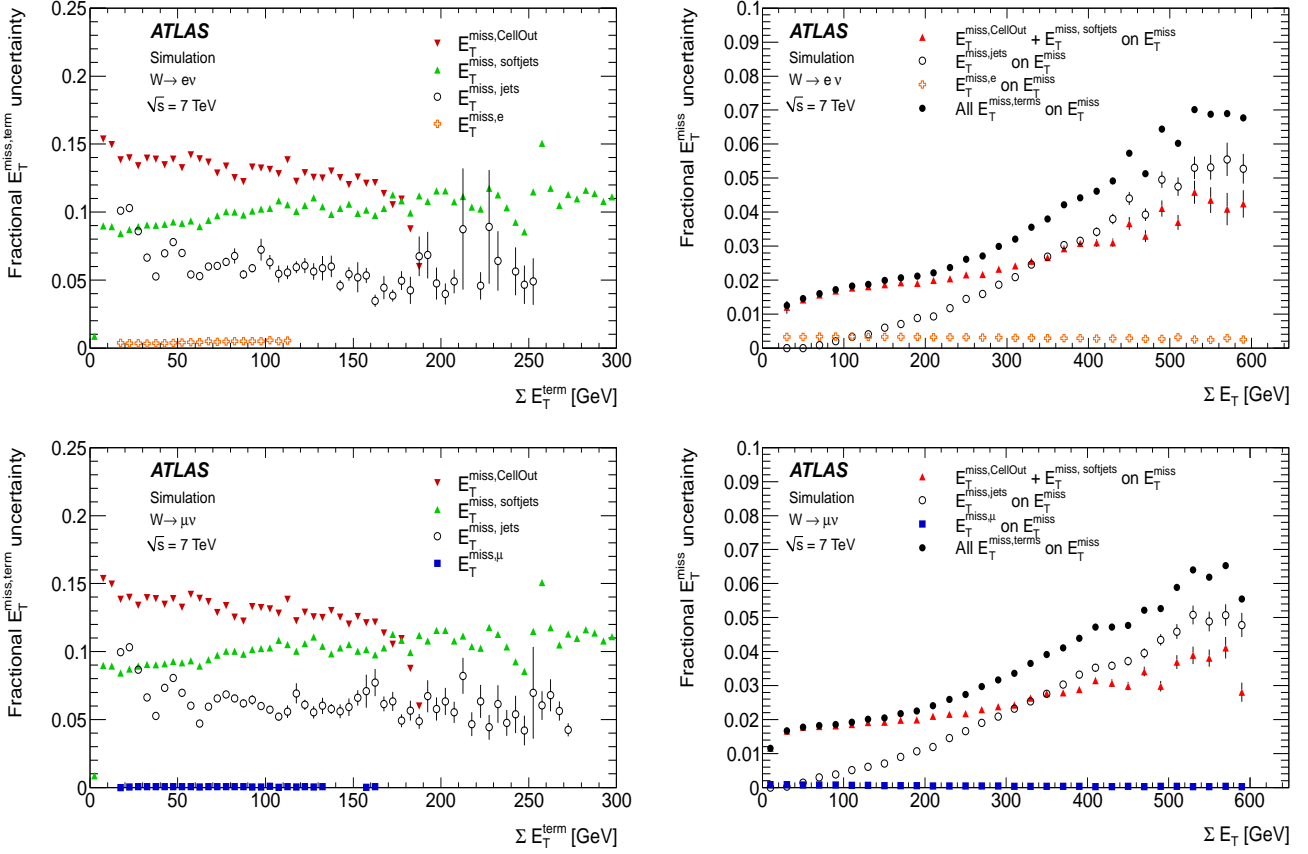 ATLAS
Simulation
W→ eν
√s = 7 TeV
E_T^miss,CellOut
E_T^miss, softjets
E_T^miss, jets
E_T^miss,e
Fractional E_T^miss,term uncertainty
0.25
0.2
0.15
0.1
0.05
0
0 50 100 150 200 250 300
Σ E_T^term [GeV]
ATLAS
Simulation
W→ e ν
√s = 7 TeV
E_T^miss,CellOut + E_T^miss, softjets on E_T^miss
E_T^miss,jets on E_T^miss
E_T^miss,e on E_T^miss
All E_T^miss,terms on E_T^miss
Fractional E_T^miss uncertainty
0.1
0.09
0.08
0.07
0.06
0.05
0.04
0.03
0.02
0.01
0
0 100 200 300 400 500 600
Σ E_T [GeV]
ATLAS
Simulation
W→ μν
√s = 7 TeV
E_T^miss,CellOut
E_T^miss, softjets
E_T^miss, jets
E_T^miss,μ
Fractional E_T^miss,term uncertainty
0.25
0.2
0.15
0.1
0.05
0
0 50 100 150 200 250 300
Σ E_T^term [GeV]
ATLAS
Simulation
W→ μν
√s = 7 TeV
E_T^miss,CellOut + E_T^miss, softjets on E_T^miss
E_T^miss,jets on E_T^miss
E_T^miss,μ on E_T^miss
All E_T^miss,terms on E_T^miss
Fractional E_T^miss uncertainty
0.1
0.09
0.08
0.07
0.06
0.05
0.04
0.03
0.02
0.01
0
0 100 200 300 400 500 600
Σ E_T [GeV]